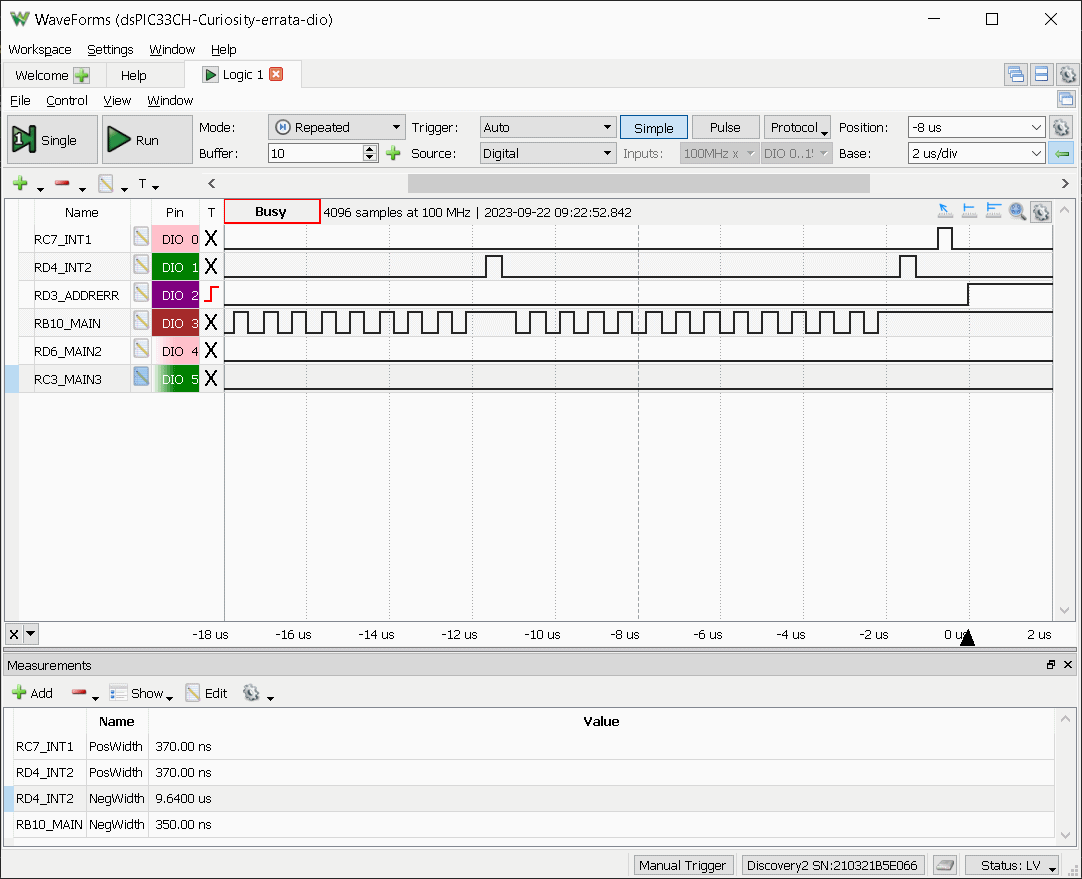 WaveForms (dsPIC33CH-Curiosity-errata-dio)
Workspace Settings Window Help
Welcome Help Logic 1
File Control View Window
Single Run Mode: Repeated Trigger: Auto Simple Pulse Protocol Position: -8 us
Buffer: 10 Source: Digital Inputs: 100MHz x DIO 0..1! Base: 2 us/div
T
Name Pin T Busy 4096 samples at 100 MHz | 2023-09-22 09:22:52.842
RC7_INT1 DIO 0 X
RD4_INT2 DIO 1 X
RD3_ADDRERR DIO 2
RB10_MAIN DIO 3 X
RD6_MAIN2 DIO 4 X
RC3_MAIN3 DIO 5 X
X -18 us -16 us -14 us -12 us -10 us -8 us -6 us -4 us -2 us 0 us 2 us
Measurements
Add Show Edit
Name Value
RC7_INT1 PosWidth 370.00 ns
RD4_INT2 PosWidth 370.00 ns
RD4_INT2 NegWidth 9.6400 us
RB10_MAIN NegWidth 350.00 ns
Manual Trigger Discovery2 SN:210321B5E066 Status: LV